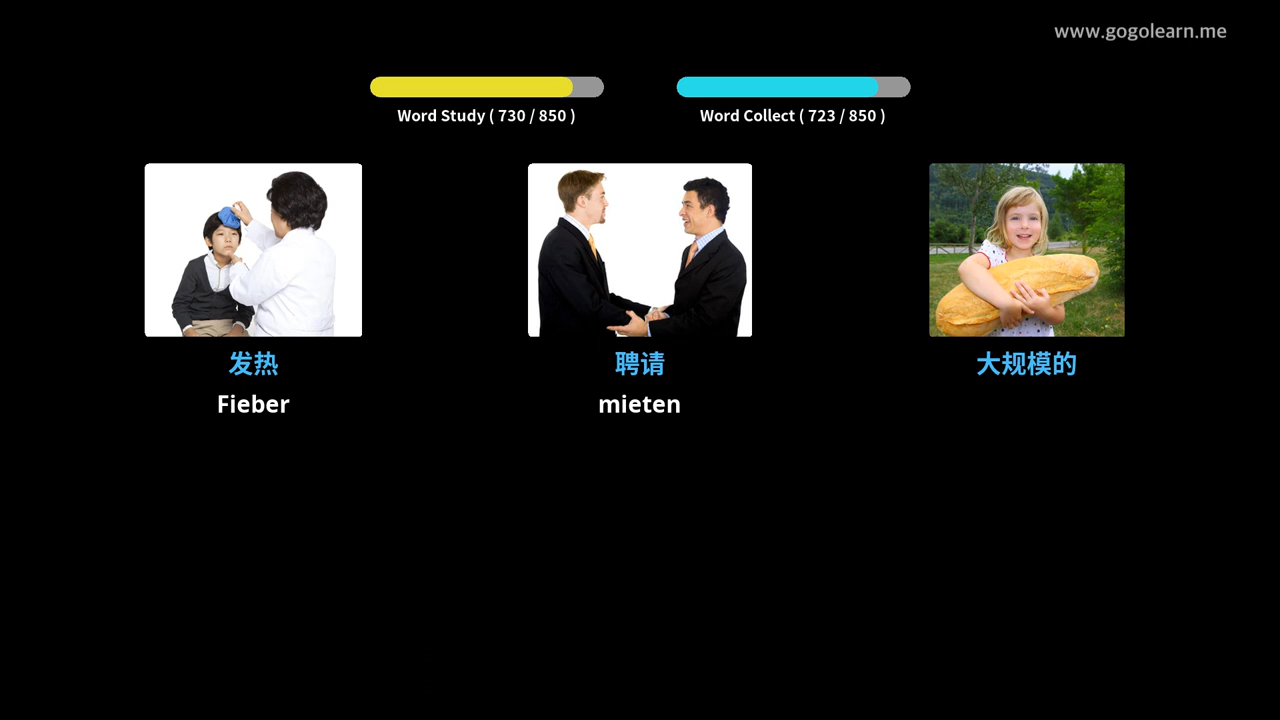 www.gogolearn.me
Word Study ( 730 / 850 )
Word Collect ( 723 / 850 )
发热
聘请
大规模的
Fieber
mieten